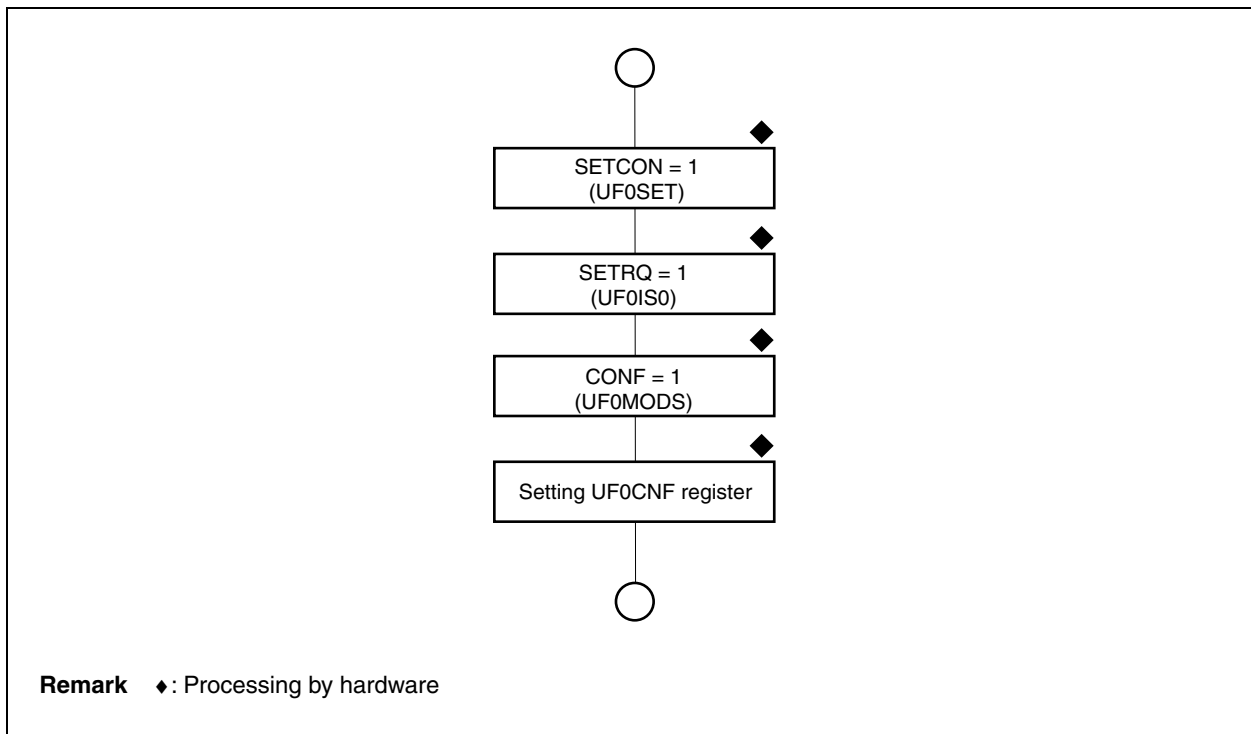 SETCON = 1
(UF0SET)
SETRQ = 1
(UF0IS0)
CONF = 1
(UF0MODS)
Setting UF0CNF register
Remark ♦: Processing by hardware